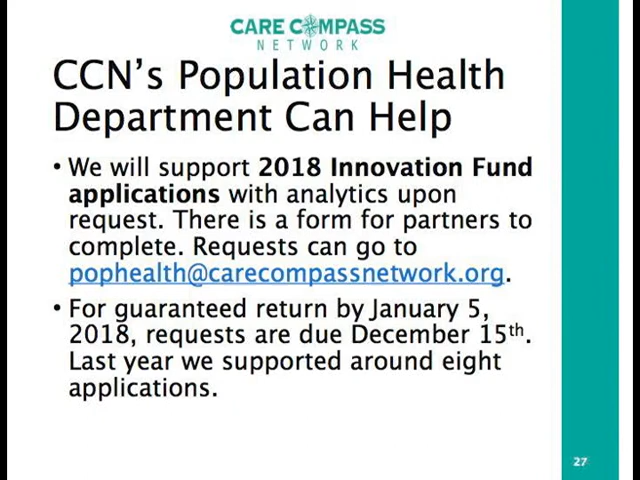 CARE COMPASS
NETWORK
CCN's Population Health
Department Can Help
• We will support 2018 Innovation Fund
applications with analytics upon
request. There is a form for partners to
complete. Requests can go to
pophealth@carecompassnetwork.org.
• For guaranteed return by January 5,
2018, requests are due December 15th.
Last year we supported around eight
applications.
27